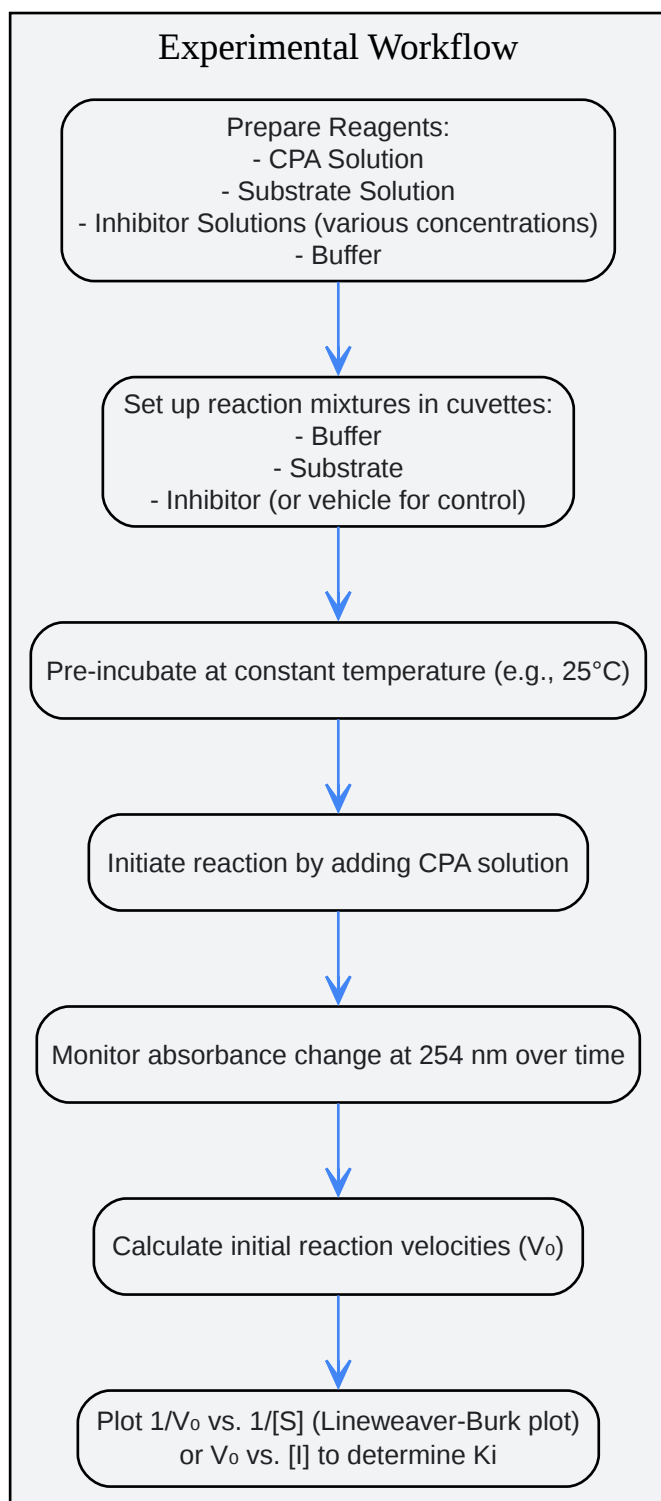 Experimental Workflow
Prepare Reagents:
- CPA Solution
- Substrate Solution
- Inhibitor Solutions (various concentrations)
- Buffer
Set up reaction mixtures in cuvettes:
- Buffer
- Substrate
- Inhibitor (or vehicle for control)
Pre-incubate at constant temperature (e.g., 25°C)
Initiate reaction by adding CPA solution
Monitor absorbance change at 254 nm over time
Calculate initial reaction velocities (V₀)
Plot 1/V₀ vs. 1/[S] (Lineweaver-Burk plot)
or V₀ vs. [I] to determine Ki